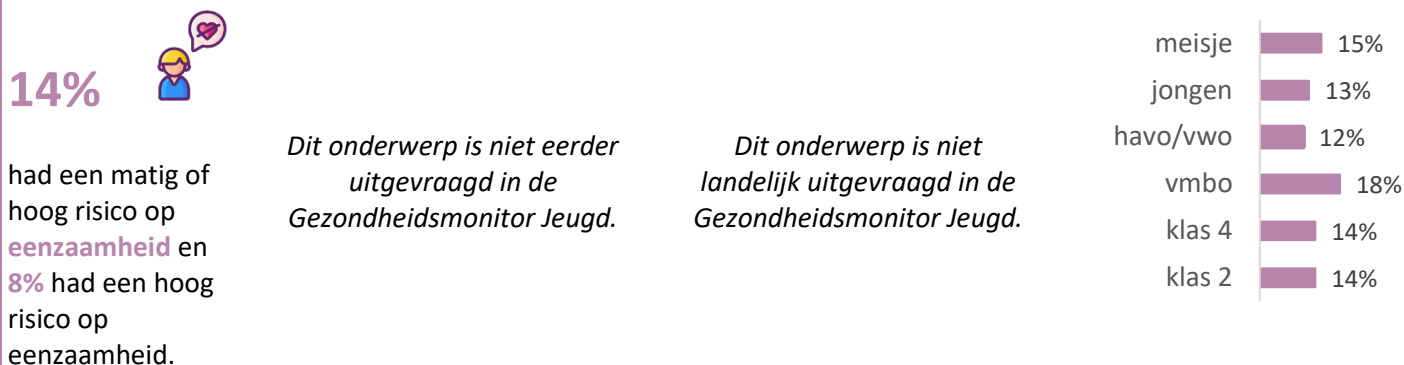 14%
had een matig of
hoog risico op
eenzaamheid en
8% had een hoog
risico op
eenzaamheid.
Dit onderwerp is niet eerder
uitgevraagd in de
Gezondheidsmonitor Jeugd.
Dit onderwerp is niet
landelijk uitgevraagd in de
Gezondheidsmonitor Jeugd.
meisje 15%
jongen 13%
havo/vwo 12%
vmbo 18%
klas 4 14%
klas 2 14%